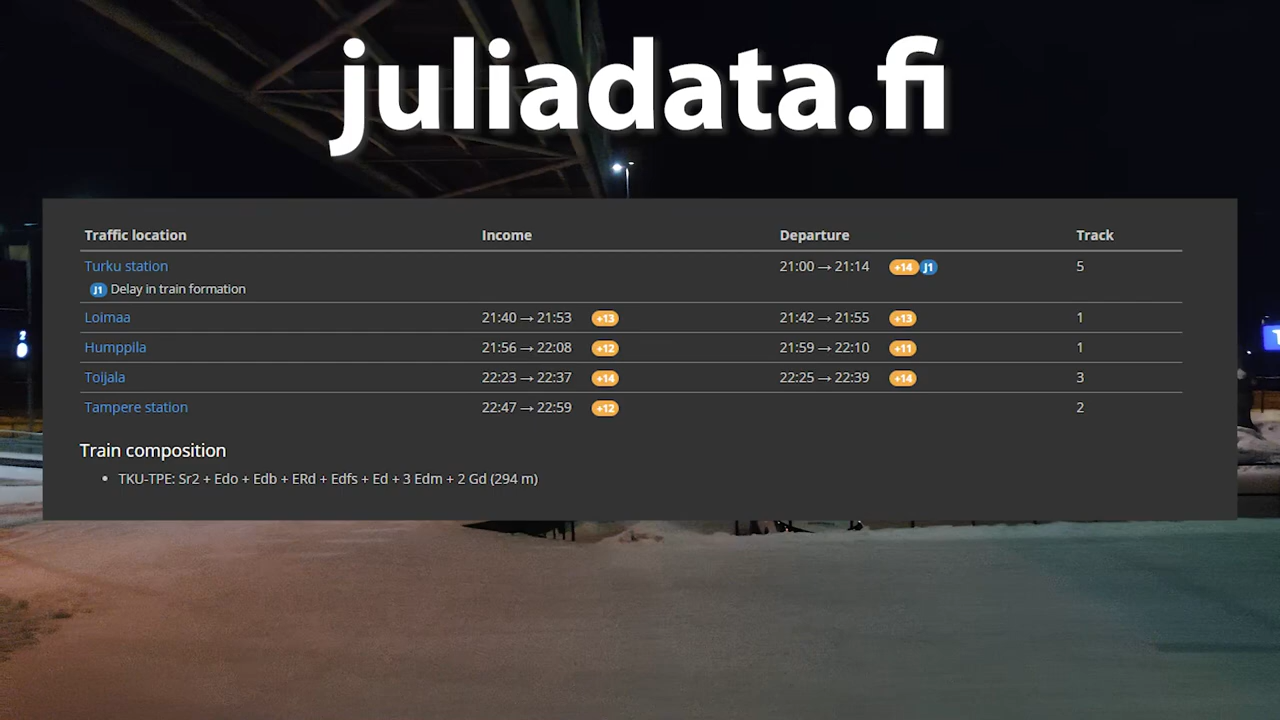 juliadata.fi
Traffic location Income Departure Track
Turku station 21:00 → 21:14 +14 J1 5
J1 Delay in train formation
Loimaa 21:40 → 21:53 +13 21:42 → 21:55 +13 1
Humppila 21:56 → 22:08 +12 21:59 → 22:10 +11 1
Toijala 22:23 → 22:37 +14 22:25 → 22:39 +14 3
Tampere station 22:47 → 22:59 +12 2
Train composition
• TKU-TPE: Sr2 + Edo + Edb + ERd + Edfs + Ed + 3 Edm + 2 Gd (294 m)
2